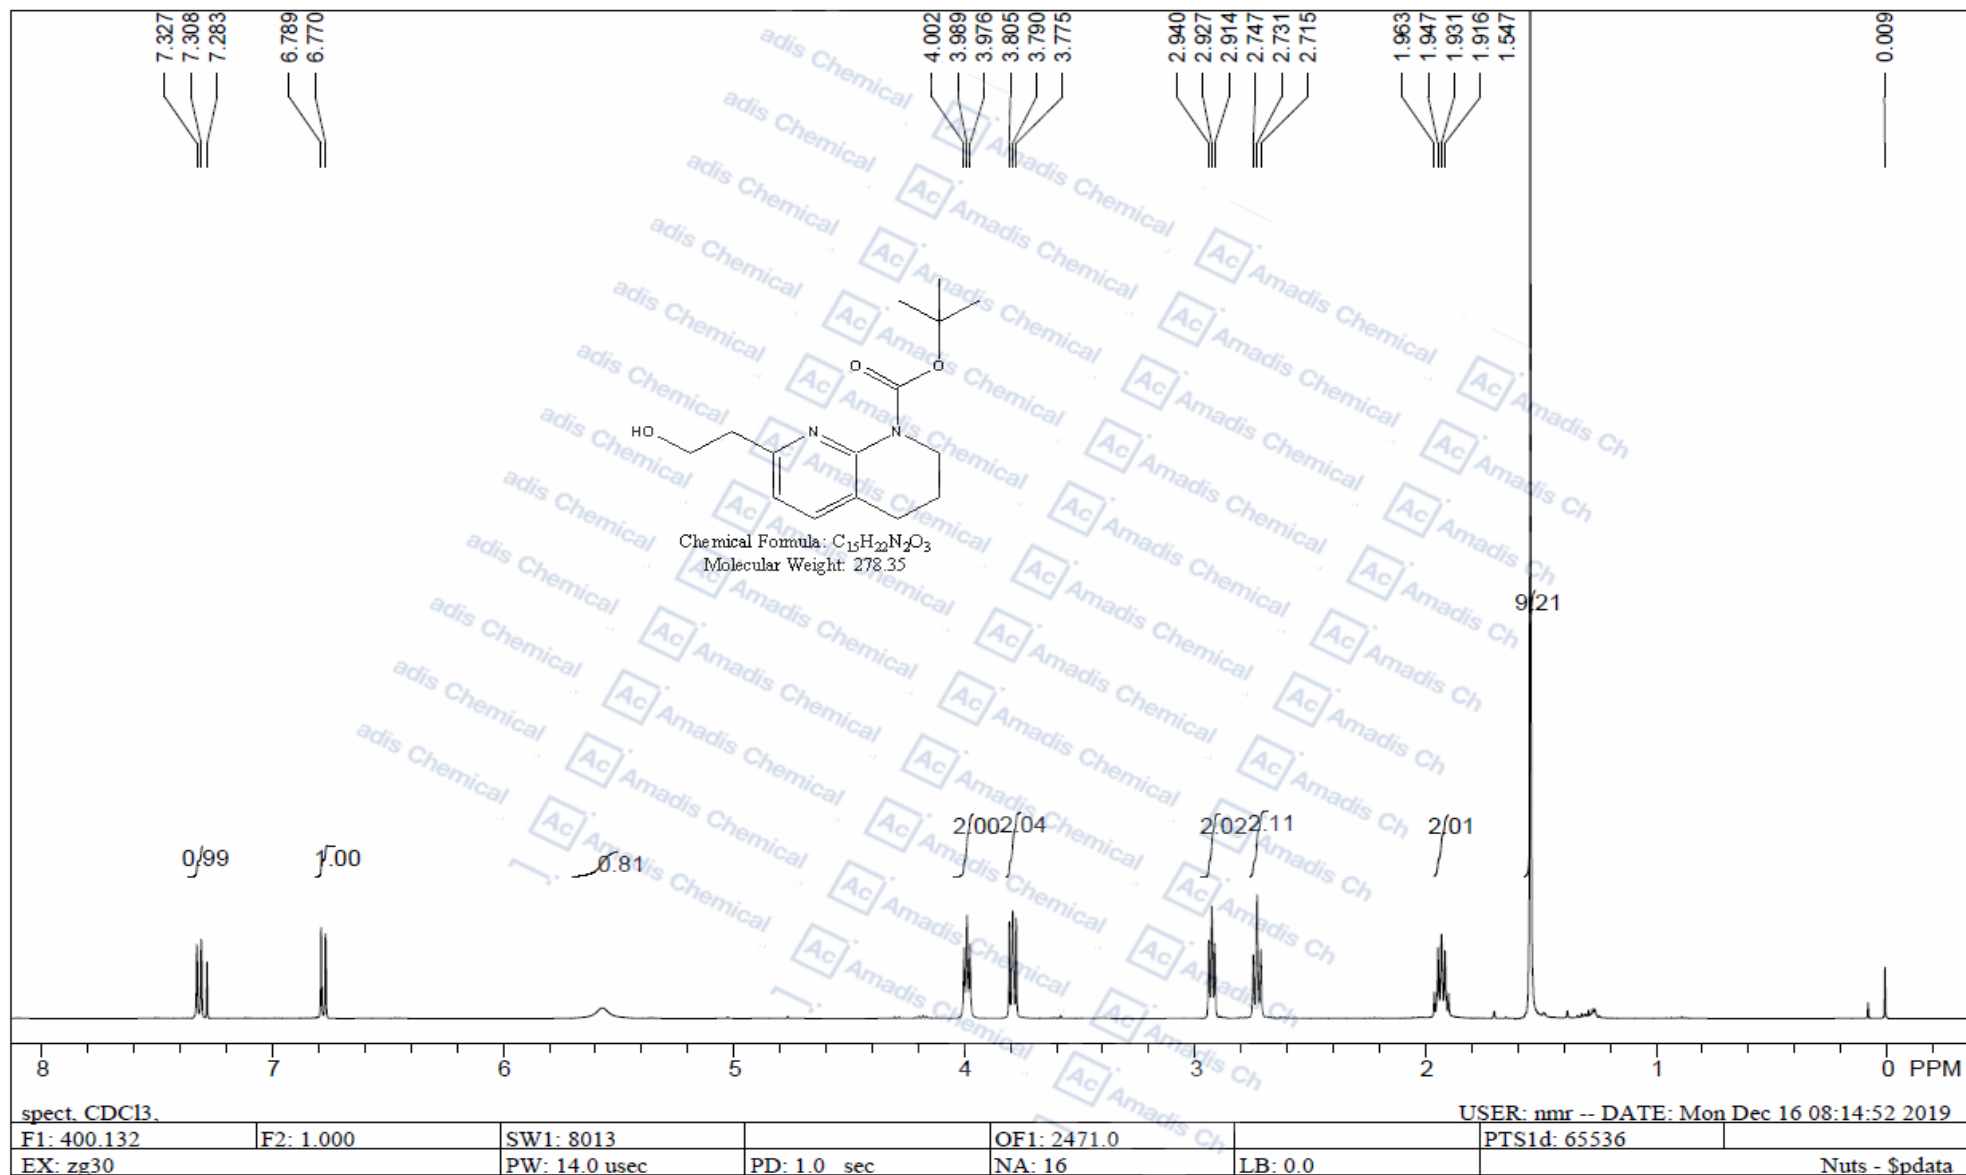 7.327
7.308
7.283
6.789
6.770
4.002
3.989
3.976
3.805
3.790
3.775
2.940
2.927
2.914
2.747
2.731
2.715
1.963
1.947
1.931
1.916
1.547
0.009
O
O
HO
N
N
Chemical Formula: C15H22N2O3
Molecular Weight: 278.35
9.21
0.99
1.00
0.81
2.00
2.04
2.02
2.11
2.01
8 7 6 5 4 3 2 1 0 PPM
spect, CDCl3, USER: nmr -- DATE: Mon Dec 16 08:14:52 2019
F1: 400.132 F2: 1.000 SW1: 8013 OF1: 2471.0 PTS1d: 65536
EX: zg30 PW: 14.0 usec PD: 1.0 sec NA: 16 LB: 0.0 Nuts - $pdata
Ac Amadis Chemical